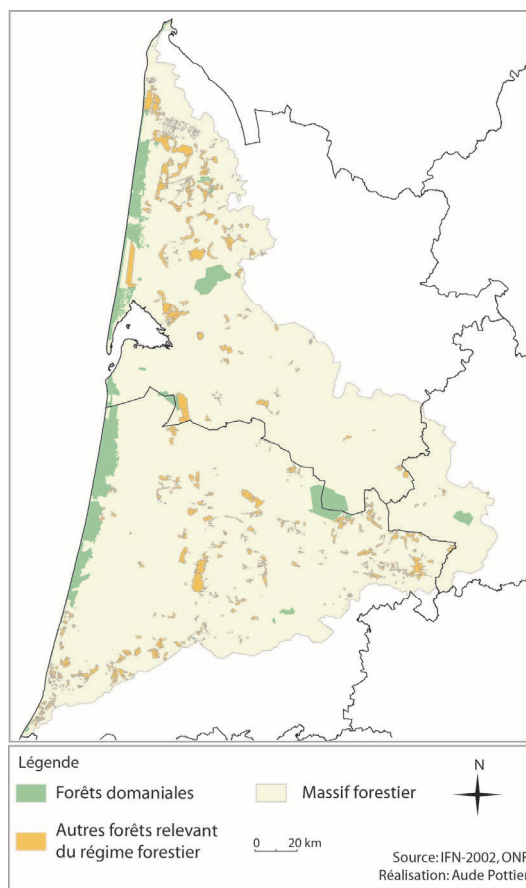 Légende
Forêts domaniales
Massif forestier
N
Autres forêts relevant
du régime forestier
0 20 km
Source: IFN-2002, ONF
Réalisation: Aude Pottier